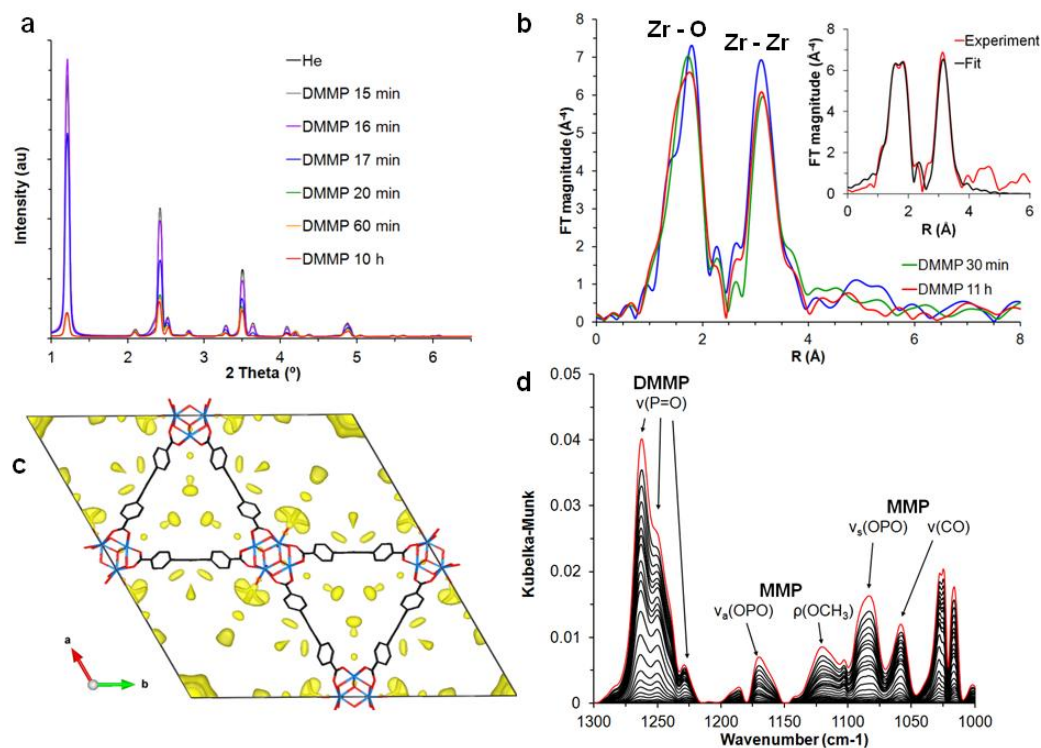 a
Intensity (au)
He
DMMP 15 min
DMMP 16 min
DMMP 17 min
DMMP 20 min
DMMP 60 min
DMMP 10 h
1 2 3 4 5 6
2 Theta (º)
b
Zr - O
Zr - Zr
FT magnitude (Å⁻⁴)
8
7
6
5
4
3
2
1
0
0 2 4 6 8
R (Å)
DMMP 30 min
DMMP 11 h
Experiment
Fit
FT magnitude (Å⁻⁴)
8
6
4
2
0
0 2 4 6
R (Å)
c
a
b
d
Kubelka-Munk
0.05
0.04
0.03
0.02
0.01
0
DMMP
ν(P=O)
MMP
νa(OPO)
ρ(OCH3)
MMP
νs(OPO)
ν(CO)
1300 1250 1200 1150 1100 1050 1000
Wavenumber (cm-1)